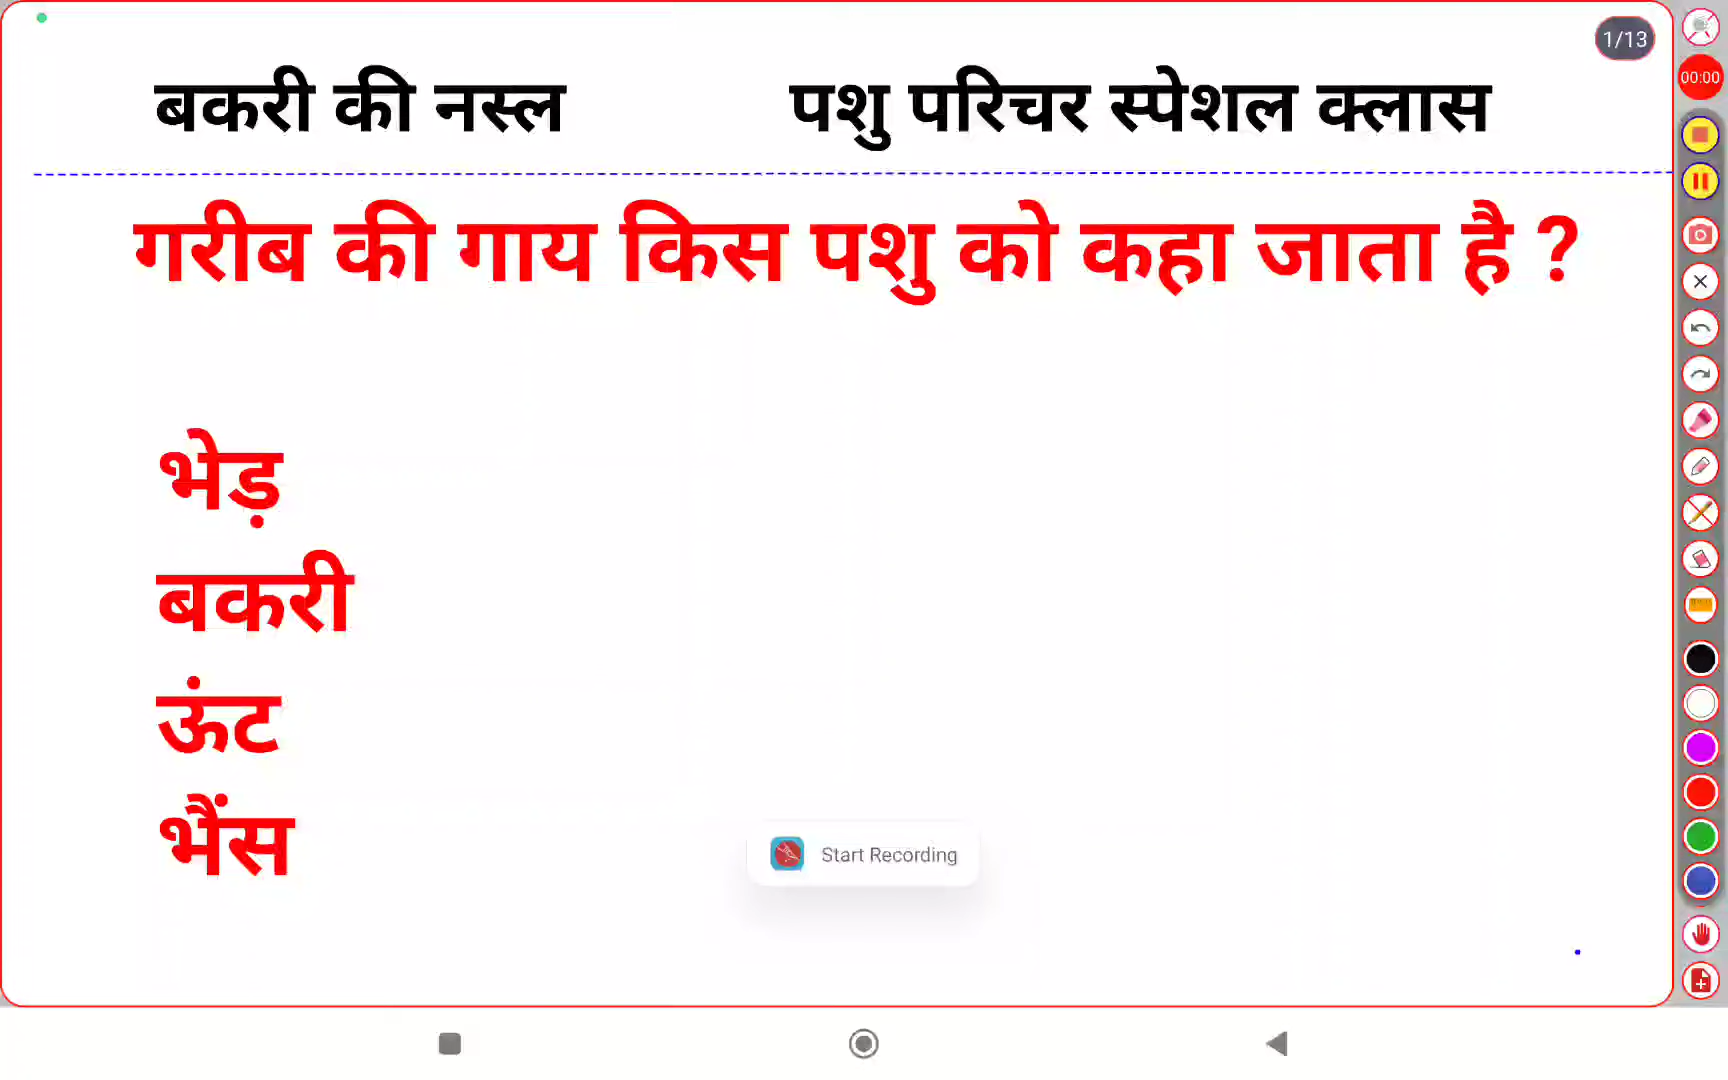 1/13
00:00
बकरी की नस्ल पशु परिचर स्पेशल क्लास
गरीब की गाय किस पशु को कहा जाता है ?
भेड़
बकरी
ऊंट
भैंस
Start Recording